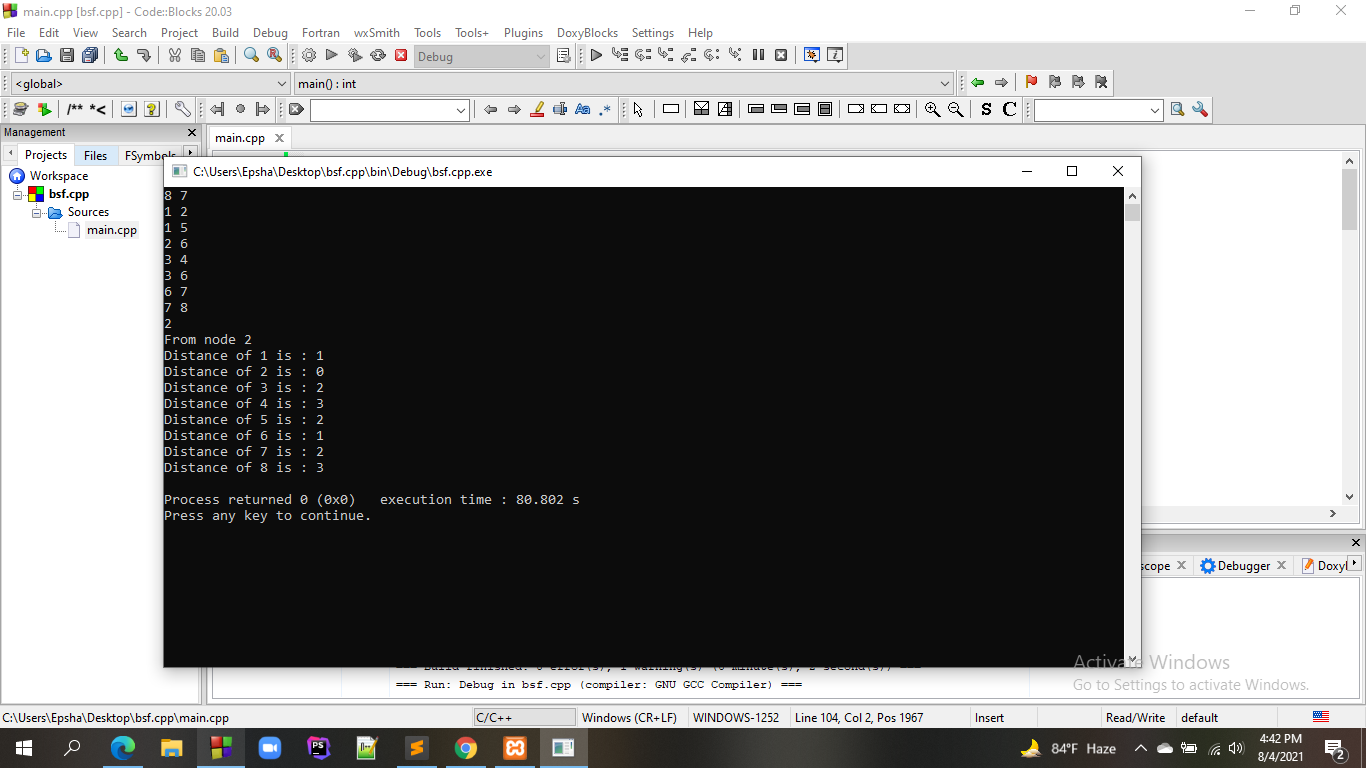 main.cpp [bsf.cpp] - Code::Blocks 20.03
File Edit View Search Project Build Debug Fortran wxSmith Tools Tools+ Plugins DoxyBlocks Settings Help
Debug
<global>
main() : int
/** *<
Aa .*
S C
Management
main.cpp
Projects Files FSymbols
C:\Users\Epsha\Desktop\bsf.cpp\bin\Debug\bsf.cpp.exe
Workspace
bsf.cpp
Sources
main.cpp
8 7
1 2
1 5
2 6
3 4
3 6
6 7
7 8
2
From node 2
Distance of 1 is : 1
Distance of 2 is : 0
Distance of 3 is : 2
Distance of 4 is : 3
Distance of 5 is : 2
Distance of 6 is : 1
Distance of 7 is : 2
Distance of 8 is : 3
Process returned 0 (0x0)   execution time : 80.802 s
Press any key to continue.
scope Debugger Doxyl
=== Run: Debug in bsf.cpp (compiler: GNU GCC Compiler) ===
Activate Windows
Go to Settings to activate Windows.
C:\Users\Epsha\Desktop\bsf.cpp\main.cpp C/C++ Windows (CR+LF) WINDOWS-1252 Line 104, Col 2, Pos 1967 Insert Read/Write default
PS
84°F Haze
4:42 PM
8/4/2021
2